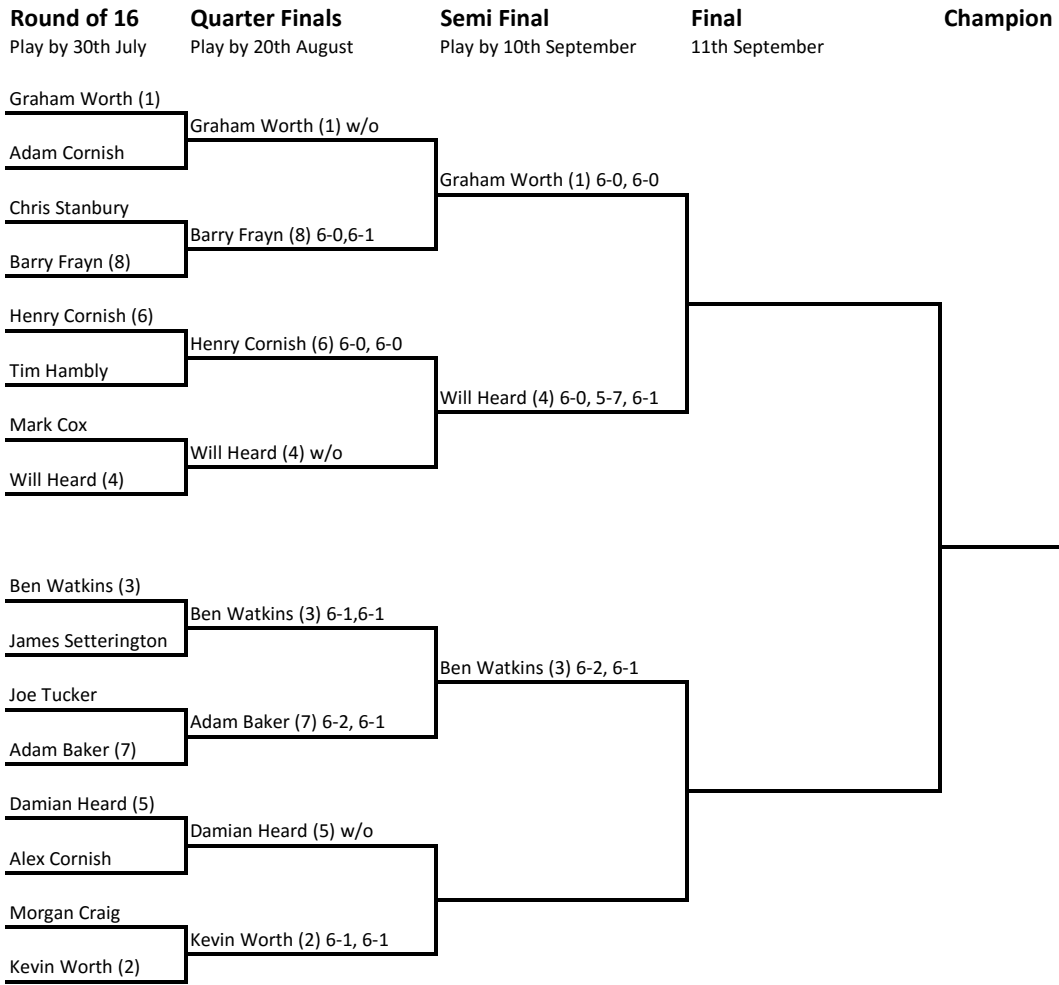 Round of 16 Quarter Finals Semi Final Final Champion
Play by 30th July Play by 20th August Play by 10th September 11th September
Graham Worth (1)
Graham Worth (1) w/o
Adam Cornish
Graham Worth (1) 6-0, 6-0
Chris Stanbury
Barry Frayn (8) 6-0,6-1
Barry Frayn (8)
Henry Cornish (6)
Henry Cornish (6) 6-0, 6-0
Tim Hambly
Will Heard (4) 6-0, 5-7, 6-1
Mark Cox
Will Heard (4) w/o
Will Heard (4)
Ben Watkins (3)
Ben Watkins (3) 6-1,6-1
James Setterington
Ben Watkins (3) 6-2, 6-1
Joe Tucker
Adam Baker (7) 6-2, 6-1
Adam Baker (7)
Damian Heard (5)
Damian Heard (5) w/o
Alex Cornish
Morgan Craig
Kevin Worth (2) 6-1, 6-1
Kevin Worth (2)